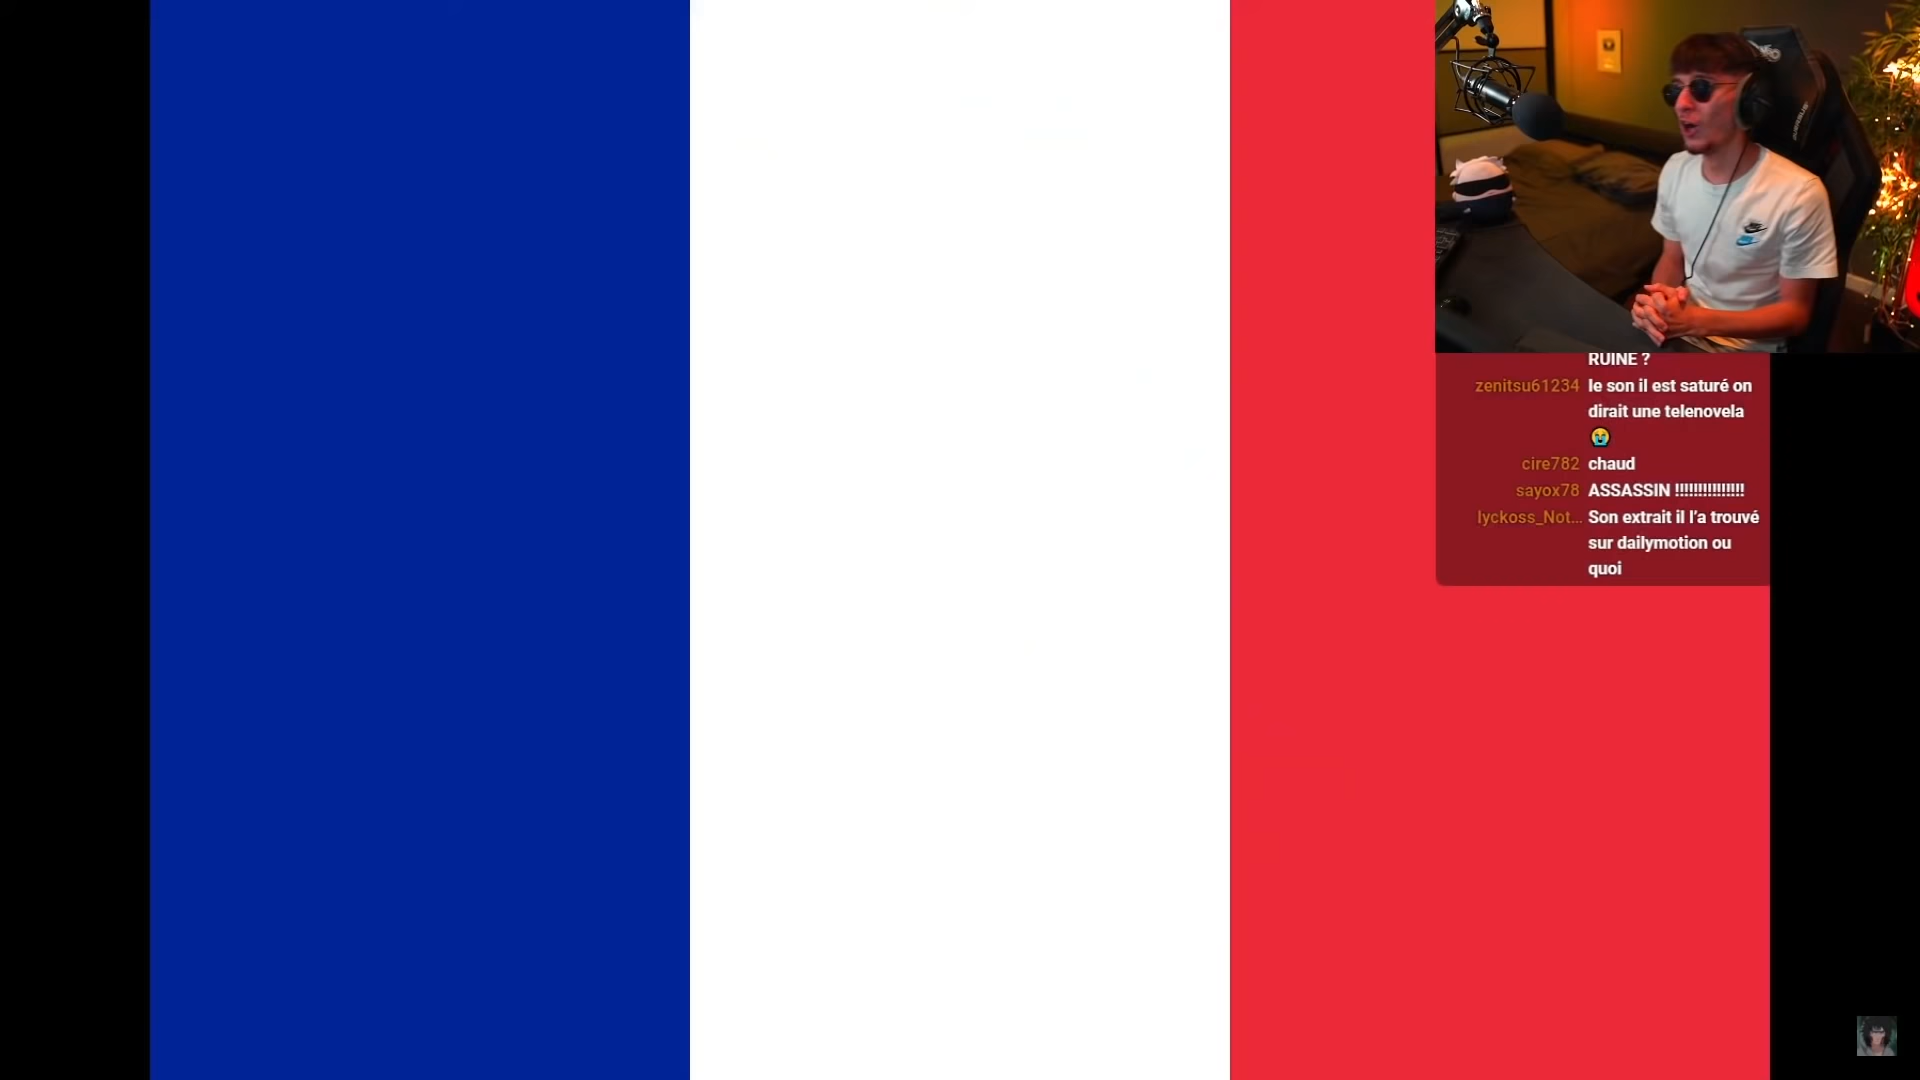 RUINE ?
zenitsu61234 le son il est saturé on
dirait une telenovela
😭
cire782 chaud
sayox78 ASSASSIN !!!!!!!!!!!!!!!
lyckoss_Not... Son extrait il l'a trouvé
sur dailymotion ou
quoi